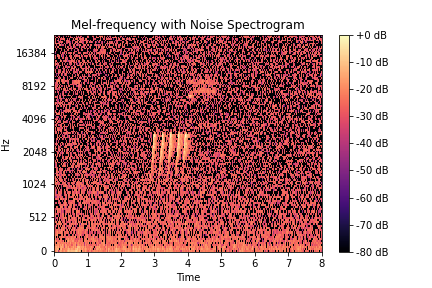 Mel-frequency with Noise Spectrogram
Hz
16384
8192
4096
2048
1024
512
0
0 1 2 3 4 5 6 7 8
Time
+0 dB
-10 dB
-20 dB
-30 dB
-40 dB
-50 dB
-60 dB
-70 dB
-80 dB